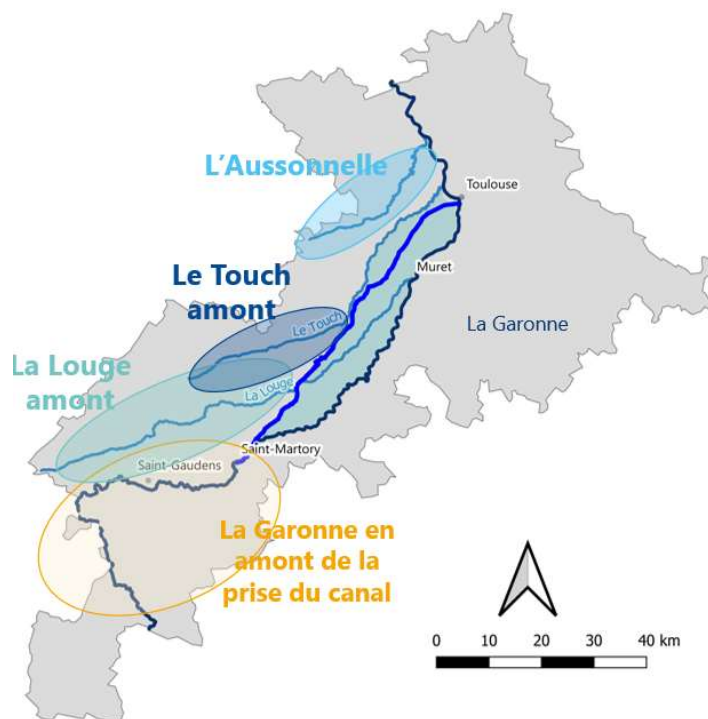 L'Aussonnelle
Toulouse
Le Touch
amont
Muret
Le Touch
La Garonne
La Louge
amont
La Louge
Saint-Martory
Saint-Gaudens
La Garonne en
amont de la
prise du canal
0 10 20 30 40 km